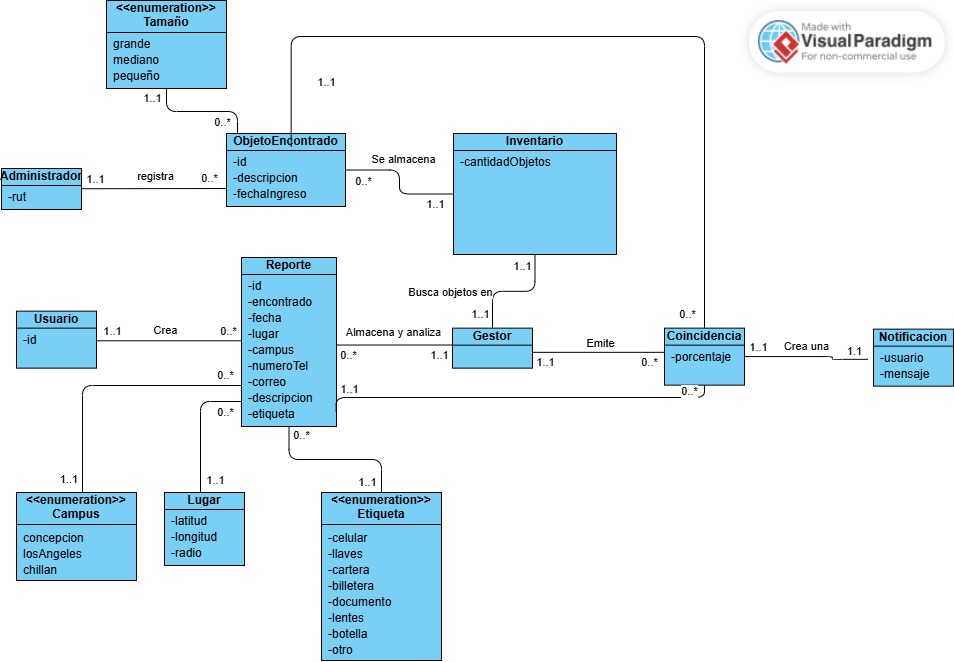 <<enumeration>>
Tamaño
grande
mediano
pequeño
Made with
VisualParadigm
For non-commercial use
1..1
0..*
1..1
ObjetoEncontrado
-id
-descripcion
-fechaIngreso
Inventario
-cantidadObjetos
Administrador
-rut
1..1
registra
0..*
Se almacena
0..*
1..1
Reporte
-id
-encontrado
-fecha
-lugar
-campus
-numeroTel
-correo
-descripcion
-etiqueta
1..1
Busca objetos en
1..1
Usuario
-id
1..1
Crea
0..*
Almacena y analiza
0..*
1..1
Gestor
1..1
Emite
0..*
0..*
Coincidencia
-porcentaje
1..1
Crea una
1..1
Notificacion
-usuario
-mensaje
1..1
0..*
0..*
0..*
0..*
1..1
1..1
1..1
<<enumeration>>
Campus
concepcion
losAngeles
chillan
Lugar
-latitud
-longitud
-radio
<<enumeration>>
Etiqueta
-celular
-llaves
-cartera
-billetera
-documento
-lentes
-botella
-otro